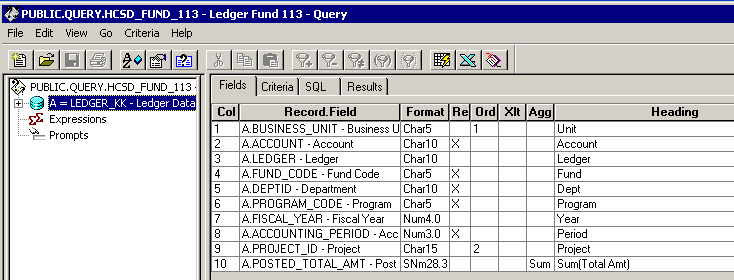 PUBLIC.QUERY.HCSD_FUND_113 - Ledger Fund 113 - Query
File Edit View Go Criteria Help
PUBLIC.QUERY.HCSD_FUND_113 -
A = LEDGER_KK - Ledger Data
Expressions
Prompts
Fields Criteria SQL Results
Col Record.Field Format Re Ord Xlt Agg Heading
1 A.BUSINESS_UNIT - Business U Char5 1 Unit
2 A.ACCOUNT - Account Char10 X Account
3 A.LEDGER - Ledger Char10 Ledger
4 A.FUND_CODE - Fund Code Char5 X Fund
5 A.DEPTID - Department Char10 X Dept
6 A.PROGRAM_CODE - Program Char5 X Program
7 A.FISCAL_YEAR - Fiscal Year Num4.0 Year
8 A.ACCOUNTING_PERIOD - Acc Num3.0 X Period
9 A.PROJECT_ID - Project Char15 2 Project
10 A.POSTED_TOTAL_AMT - Post SNm28.3 Sum Sum(Total Amt)